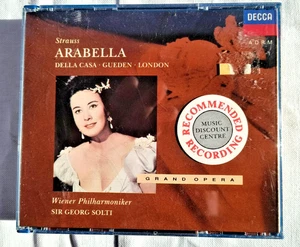 DECCA
Strauss
ARABELLA
DELLA CASA · GUEDEN · LONDON
RECOMMENDED
MUSIC
DISCOUNT
CENTRE
RECORDING
GRAND OPERA
Wiener Philharmoniker
SIR GEORG SOLTI